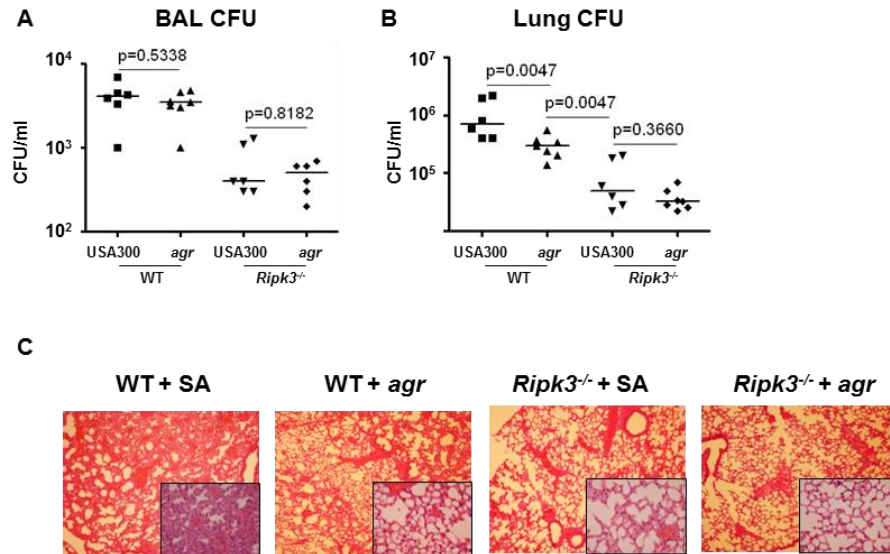 A BAL CFU
p=0.5338
p=0.8182
10⁴
10³
10²
CFU/ml
USA300 agr USA300 agr
WT Ripk3-/-
B Lung CFU
p=0.0047
p=0.0047
p=0.3660
10⁷
10⁶
10⁵
CFU/ml
USA300 agr USA300 agr
WT Ripk3-/-
C
WT + SA WT + agr Ripk3-/- + SA Ripk3-/- + agr